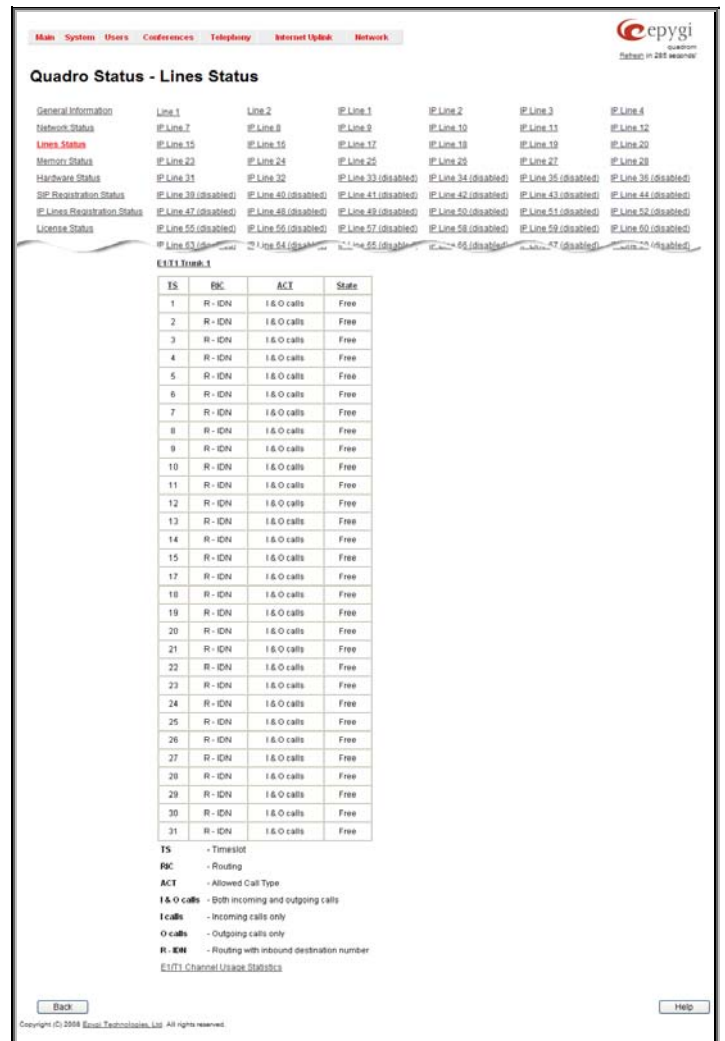 Main System Users Conferences Telephony Internet Uplink Network
epygi
quadrom
Refresh in 285 seconds!
Quadro Status - Lines Status
General Information Line 1 Line 2 IP Line 1 IP Line 2 IP Line 3 IP Line 4
Network Status IP Line 7 IP Line 8 IP Line 9 IP Line 10 IP Line 11 IP Line 12
Lines Status IP Line 15 IP Line 16 IP Line 17 IP Line 18 IP Line 19 IP Line 20
Memory Status IP Line 23 IP Line 24 IP Line 25 IP Line 26 IP Line 27 IP Line 28
Hardware Status IP Line 31 IP Line 32 IP Line 33 (disabled) IP Line 34 (disabled) IP Line 35 (disabled) IP Line 36 (disabled)
SIP Registration Status IP Line 39 (disabled) IP Line 40 (disabled) IP Line 41 (disabled) IP Line 42 (disabled) IP Line 43 (disabled) IP Line 44 (disabled)
IP Lines Registration Status IP Line 47 (disabled) IP Line 48 (disabled) IP Line 49 (disabled) IP Line 50 (disabled) IP Line 51 (disabled) IP Line 52 (disabled)
License Status IP Line 55 (disabled) IP Line 56 (disabled) IP Line 57 (disabled) IP Line 58 (disabled) IP Line 59 (disabled) IP Line 60 (disabled)
IP Line 63 IP Line 64
E1/T1 Trunk 1
TS RIC ACT State
1 R - IDN I & O calls Free
2 R - IDN I & O calls Free
3 R - IDN I & O calls Free
4 R - IDN I & O calls Free
5 R - IDN I & O calls Free
6 R - IDN I & O calls Free
7 R - IDN I & O calls Free
8 R - IDN I & O calls Free
9 R - IDN I & O calls Free
10 R - IDN I & O calls Free
11 R - IDN I & O calls Free
12 R - IDN I & O calls Free
13 R - IDN I & O calls Free
14 R - IDN I & O calls Free
15 R - IDN I & O calls Free
17 R - IDN I & O calls Free
18 R - IDN I & O calls Free
19 R - IDN I & O calls Free
20 R - IDN I & O calls Free
21 R - IDN I & O calls Free
22 R - IDN I & O calls Free
23 R - IDN I & O calls Free
24 R - IDN I & O calls Free
25 R - IDN I & O calls Free
26 R - IDN I & O calls Free
27 R - IDN I & O calls Free
28 R - IDN I & O calls Free
29 R - IDN I & O calls Free
30 R - IDN I & O calls Free
31 R - IDN I & O calls Free
TS - Timeslot
RIC - Routing
ACT - Allowed Call Type
I & O calls - Both incoming and outgoing calls
I calls - Incoming calls only
O calls - Outgoing calls only
R - IDN - Routing with inbound destination number
E1/T1 Channel Usage Statistics
Back Help
Copyright (C) 2008 Epygi Technologies, Ltd. All rights reserved.